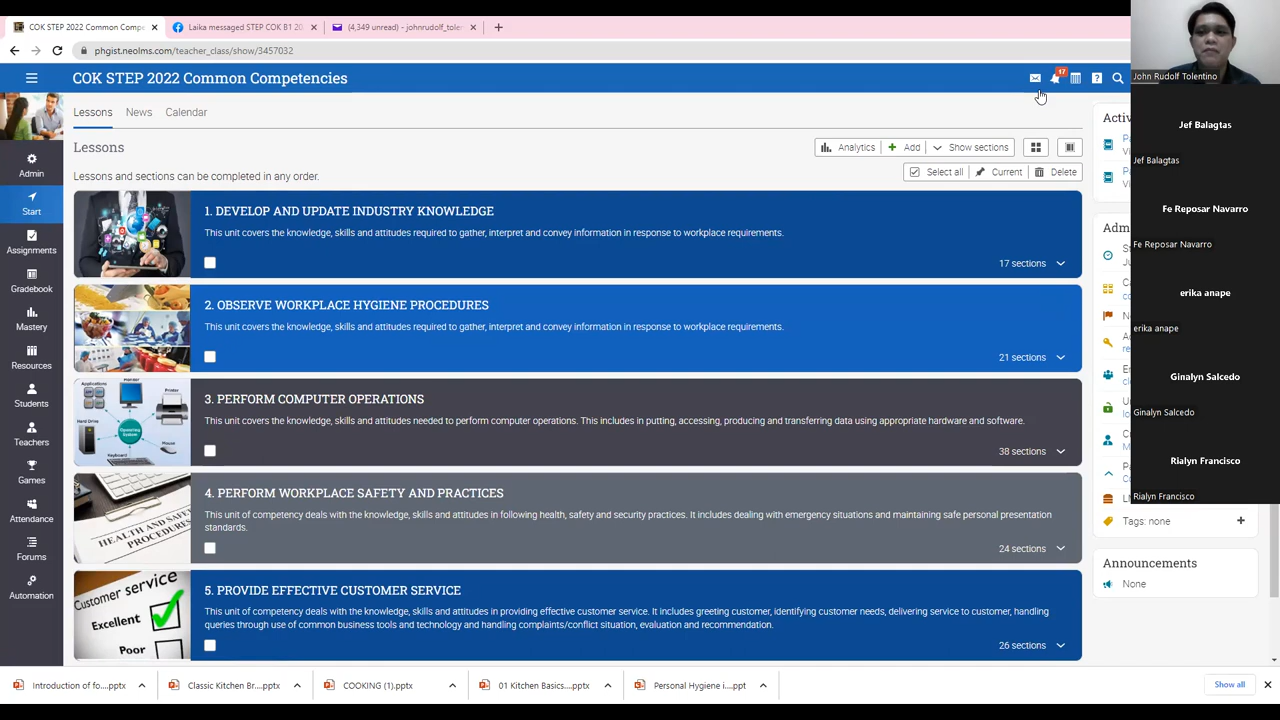 COK STEP 2022 Common Compe
Laika messaged STEP COK B1 20
(4,349 unread) - johnrudolf_tole
phgist.neolms.com/teacher_class/show/3457032
COK STEP 2022 Common Competencies
17
John Rudolf Tolentino
Lessons
News
Calendar
Lessons
Analytics
Add
Show sections
Lessons and sections can be completed in any order.
Select all
Current
Delete
Admin
Start
Assignments
Gradebook
Mastery
Resources
Students
Teachers
Games
Attendance
Forums
Automation
1. DEVELOP AND UPDATE INDUSTRY KNOWLEDGE
This unit covers the knowledge, skills and attitudes required to gather, interpret and convey information in response to workplace requirements.
17 sections
2. OBSERVE WORKPLACE HYGIENE PROCEDURES
This unit covers the knowledge, skills and attitudes required to gather, interpret and convey information in response to workplace requirements.
21 sections
Applications
Monitor
Printer
Hard Drive
Operating
System
Mouse
Keyboard
3. PERFORM COMPUTER OPERATIONS
This unit covers the knowledge, skills and attitudes needed to perform computer operations. This includes in putting, accessing, producing and transferring data using appropriate hardware and software.
38 sections
HEALTH AND SAFETY
PROCEDURES
4. PERFORM WORKPLACE SAFETY AND PRACTICES
This unit of competency deals with the knowledge, skills and attitudes in following health, safety and security practices. It includes dealing with emergency situations and maintaining safe personal presentation
standards.
24 sections
Customer service
Excellent
Poor
5. PROVIDE EFFECTIVE CUSTOMER SERVICE
This unit of competency deals with the knowledge, skills and attitudes in providing effective customer service. It includes greeting customer, identifying customer needs, delivering service to customer, handling
queries through use of common business tools and technology and handling complaints/conflict situation, evaluation and recommendation.
26 sections
Activ
Adm
Tags: none
Announcements
None
Jef Balagtas
Jef Balagtas
Fe Reposar Navarro
Fe Reposar Navarro
erika anape
erika anape
Ginalyn Salcedo
Ginalyn Salcedo
Rialyn Francisco
Rialyn Francisco
Introduction of fo....pptx
Classic Kitchen Br....pptx
COOKING (1).pptx
01 Kitchen Basics....pptx
Personal Hygiene i....ppt
Show all